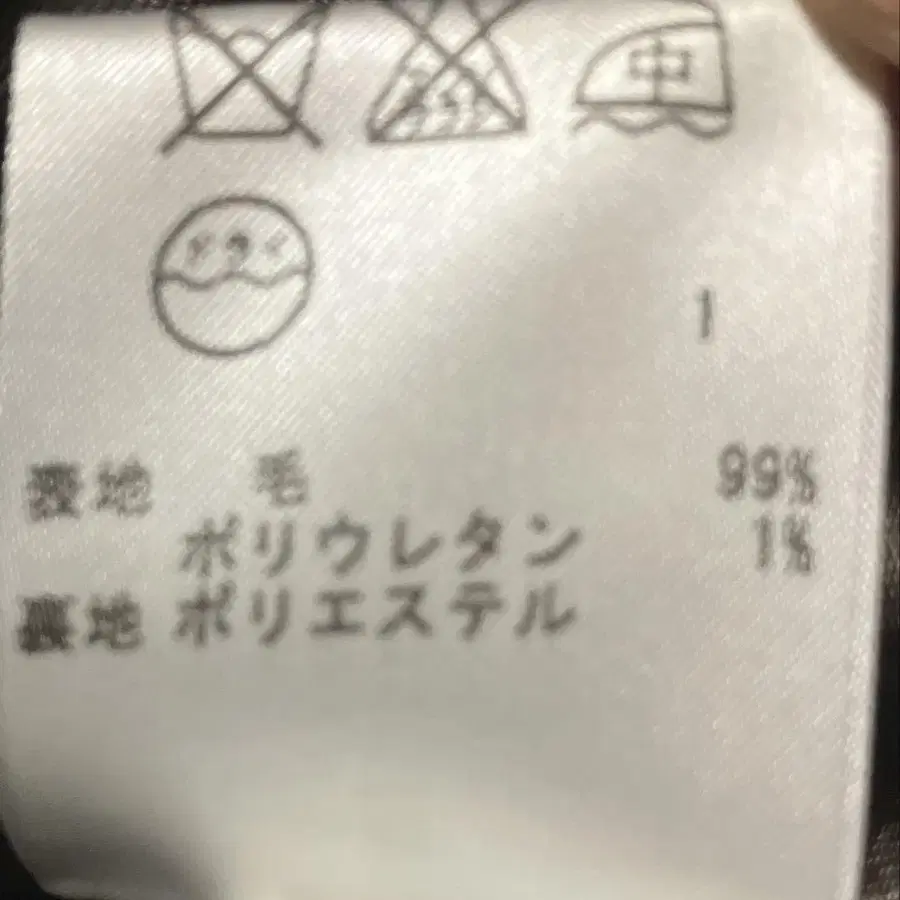 中
ドライ
1
表地 毛 99%
ポリウレタン 1%
裏地 ポリエステル